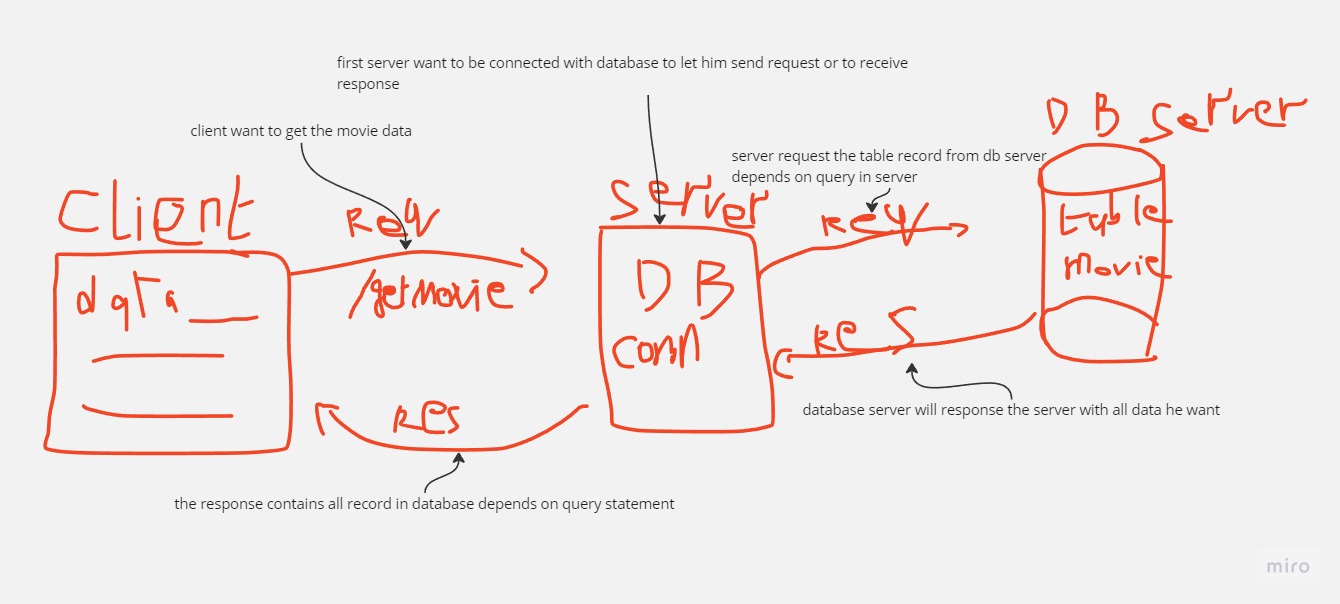 first server want to be connected with database to let him send request or to receive
response
client want to get the movie data
DB Server
server request the table record from db server
depends on query in server
Client
Req
server
Req
table
movie
data
/getmovie
DB
conn
Res
Res
database server will response the server with all data he want
the response contains all record in database depends on query statement
miro